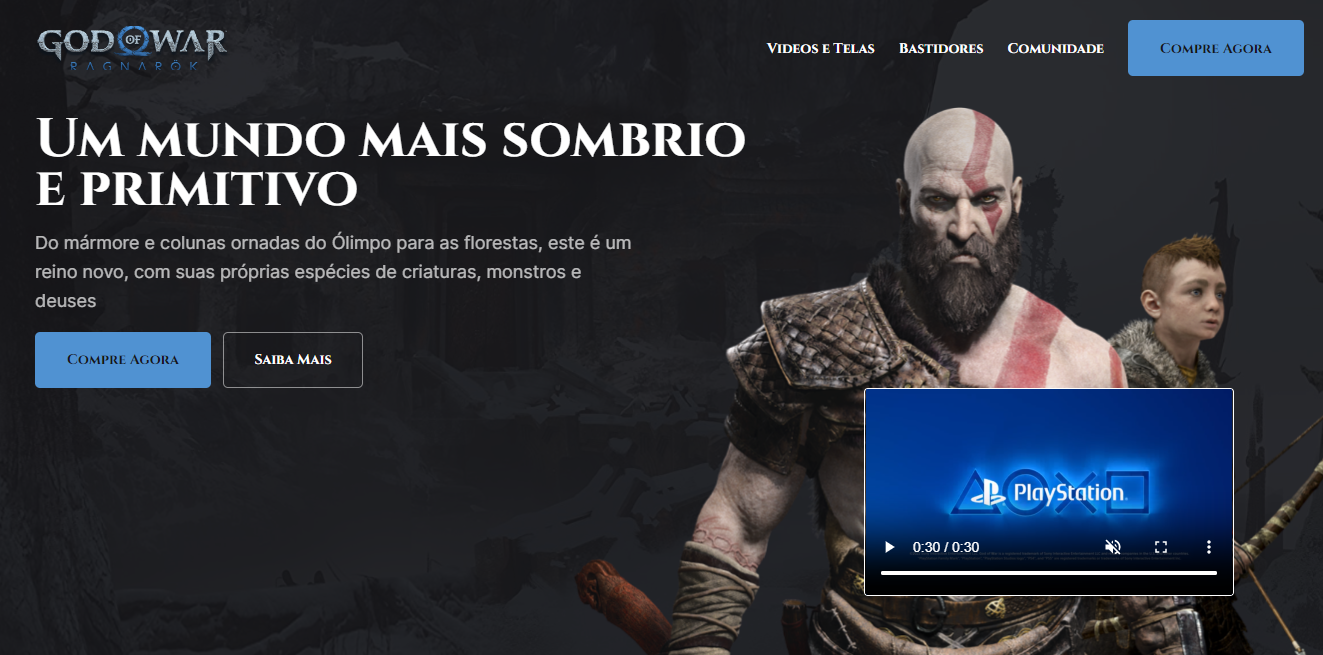 GOD OF WAR
RAGNARÖK
Videos e Telas
Bastidores
Comunidade
Compre Agora
Um mundo mais sombrio
e primitivo
Do mármore e colunas ornadas do Ólimpo para as florestas, este é um
reino novo, com suas próprias espécies de criaturas, monstros e
deuses
Compre Agora
Saiba Mais
PlayStation
0:30 / 0:30